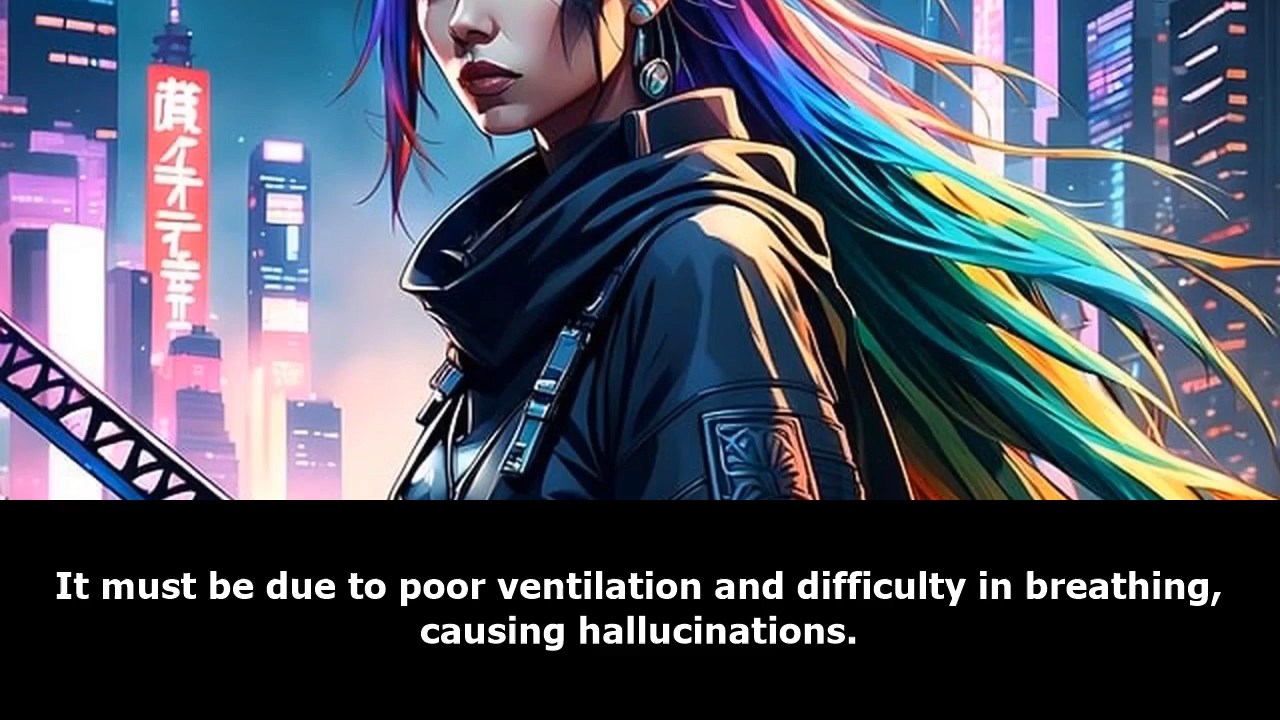 It must be due to poor ventilation and difficulty in breathing,
causing hallucinations.